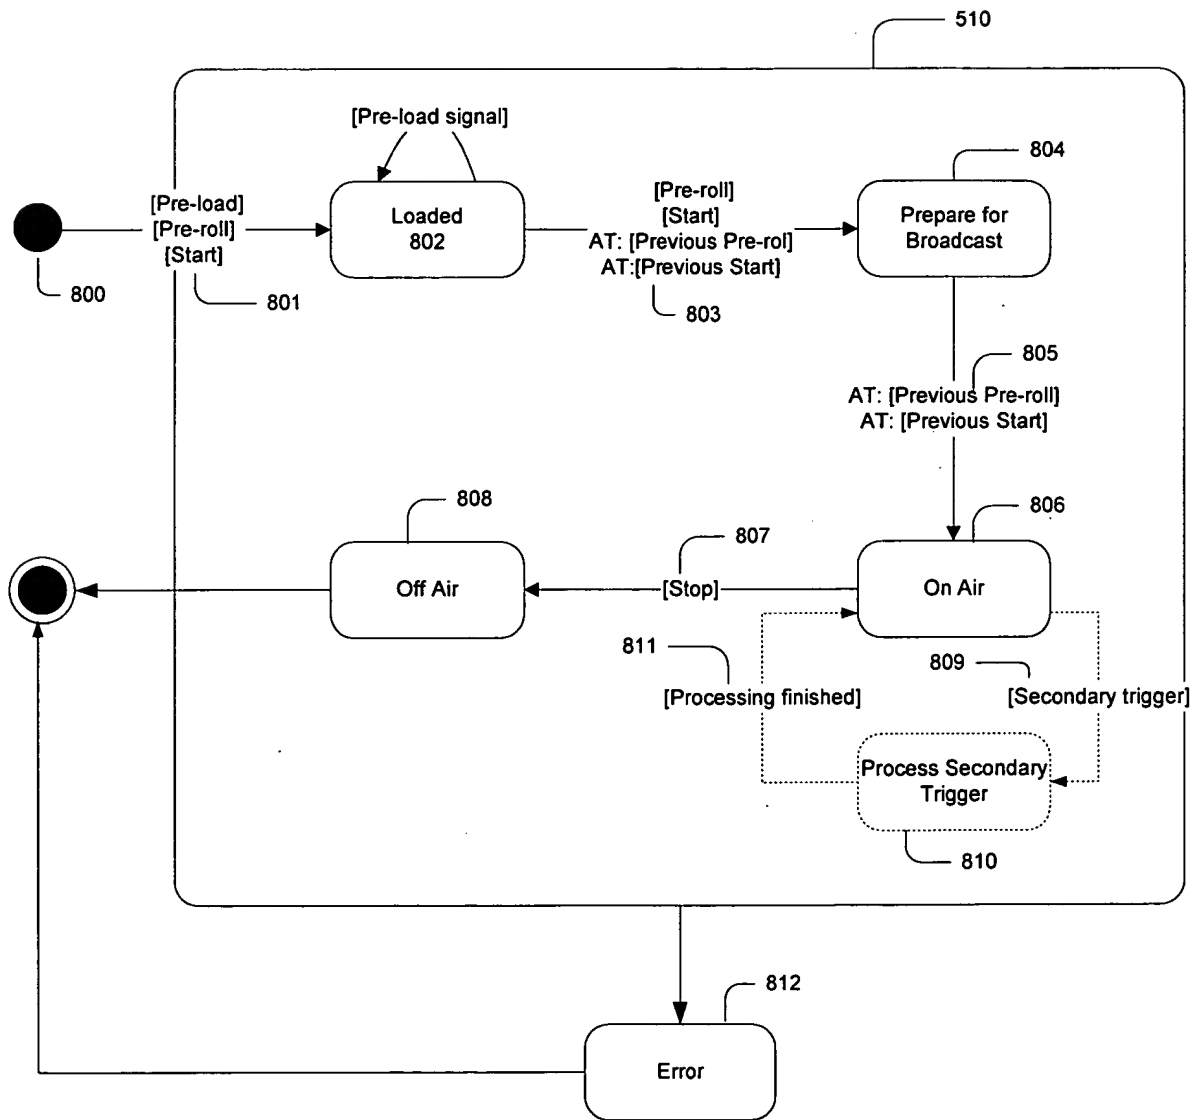 510
[Pre-load signal]
804
[Pre-load]
[Pre-roll]
[Start]
Loaded
802
[Pre-roll]
[Start]
AT: [Previous Pre-rol]
AT:[Previous Start]
Prepare for
Broadcast
800
801
803
805
AT: [Previous Pre-roll]
AT: [Previous Start]
808
807
806
Off Air
[Stop]
On Air
811
809
[Processing finished]
[Secondary trigger]
Process Secondary
Trigger
810
812
Error